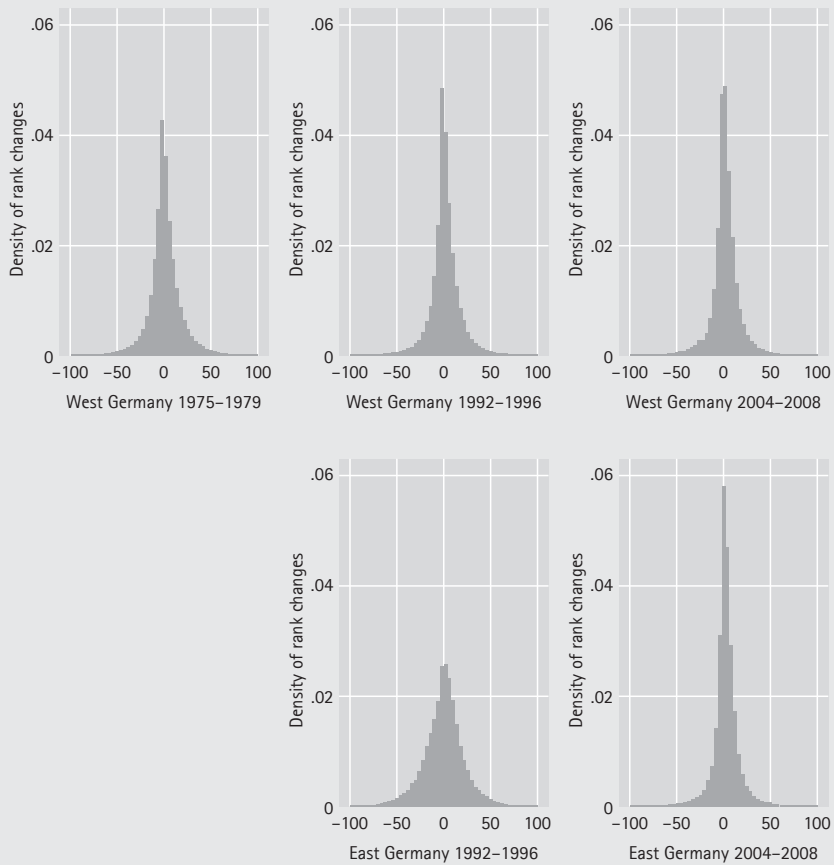 .06
.04
.02
0
Density of rank changes
−100 −50 0 50 100
West Germany 1975–1979
.06
.04
.02
0
Density of rank changes
−100 −50 0 50 100
West Germany 1992–1996
.06
.04
.02
0
Density of rank changes
−100 −50 0 50 100
West Germany 2004–2008
.06
.04
.02
0
Density of rank changes
−100 −50 0 50 100
East Germany 1992–1996
.06
.04
.02
0
Density of rank changes
−100 −50 0 50 100
East Germany 2004–2008